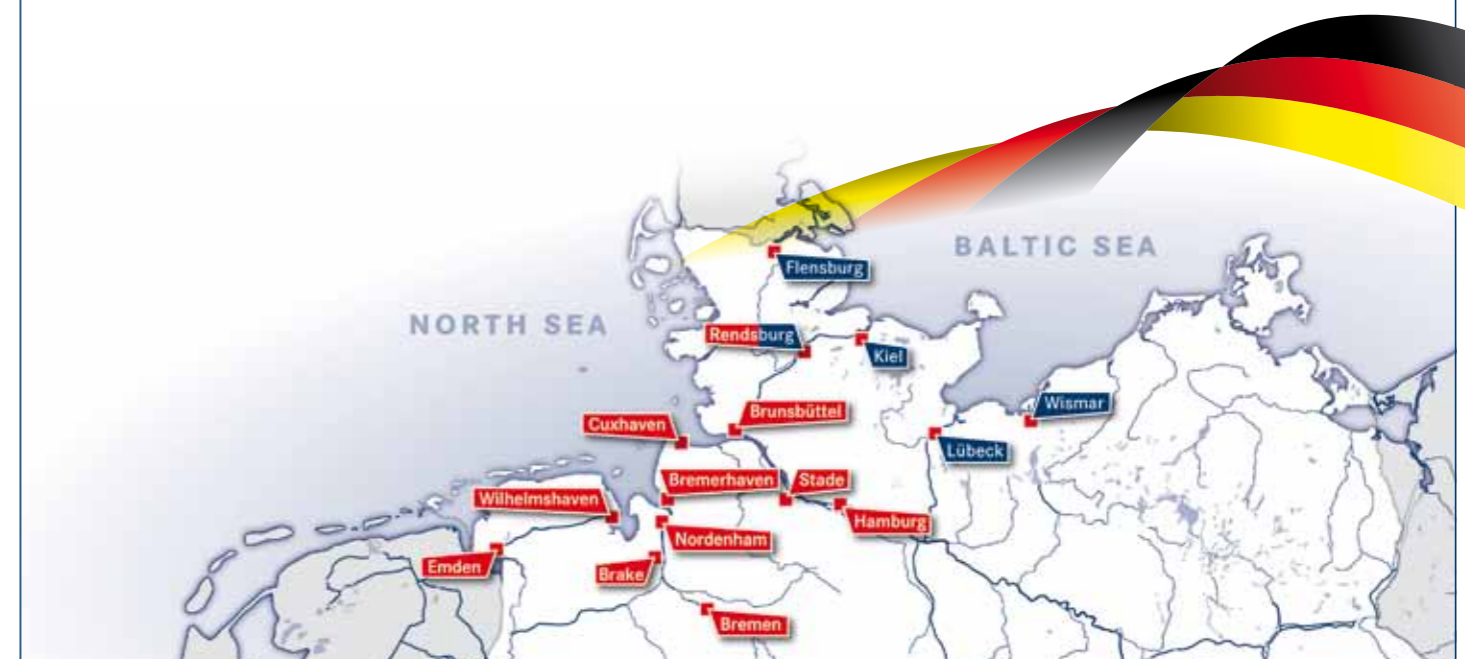 BALTIC SEA
Flensburg
NORTH SEA
Rendsburg
Kiel
Wismar
Brunsbüttel
Cuxhaven
Lübeck
Bremerhaven
Stade
Wilhelmshaven
Hamburg
Nordenham
Emden
Brake
Bremen